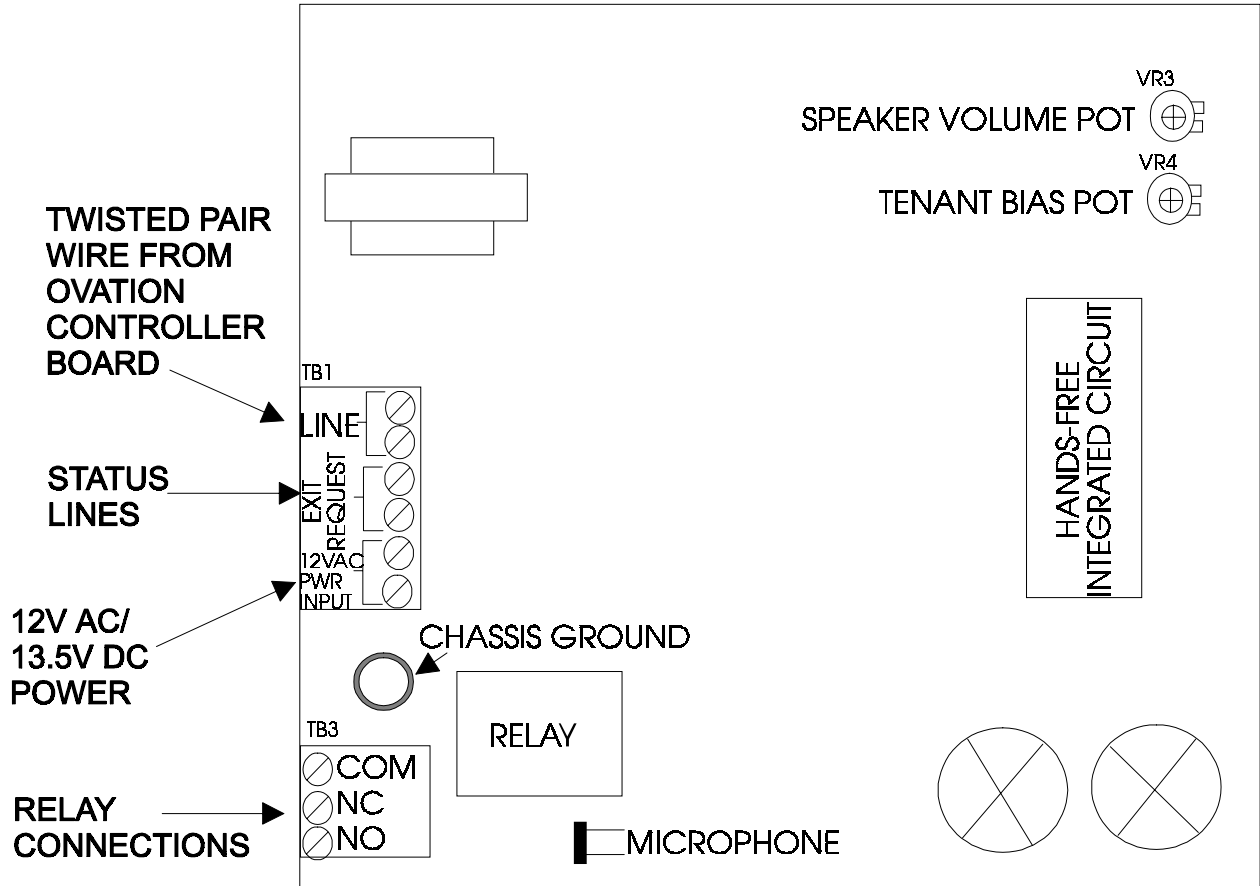 VR3
SPEAKER VOLUME POT
VR4
TENANT BIAS POT
TWISTED PAIR
WIRE FROM
OVATION
CONTROLLER
BOARD
TB1
LINE
STATUS
LINES
EXIT
REQUEST
12VAC
PWR
INPUT
12V AC/
13.5V DC
POWER
HANDS-FREE
INTEGRATED CIRCUIT
CHASSIS GROUND
RELAY
TB3
COM
NC
NO
RELAY
CONNECTIONS
MICROPHONE